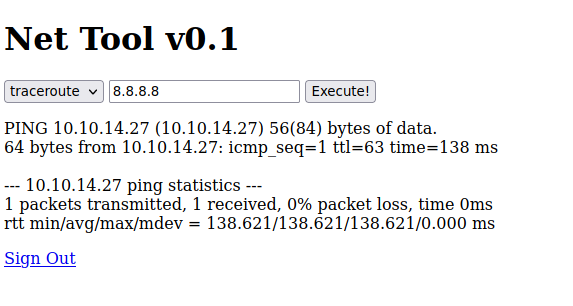 Net Tool v0.1
traceroute 8.8.8.8 Execute!
PING 10.10.14.27 (10.10.14.27) 56(84) bytes of data.
64 bytes from 10.10.14.27: icmp_seq=1 ttl=63 time=138 ms
--- 10.10.14.27 ping statistics ---
1 packets transmitted, 1 received, 0% packet loss, time 0ms
rtt min/avg/max/mdev = 138.621/138.621/138.621/0.000 ms
Sign Out